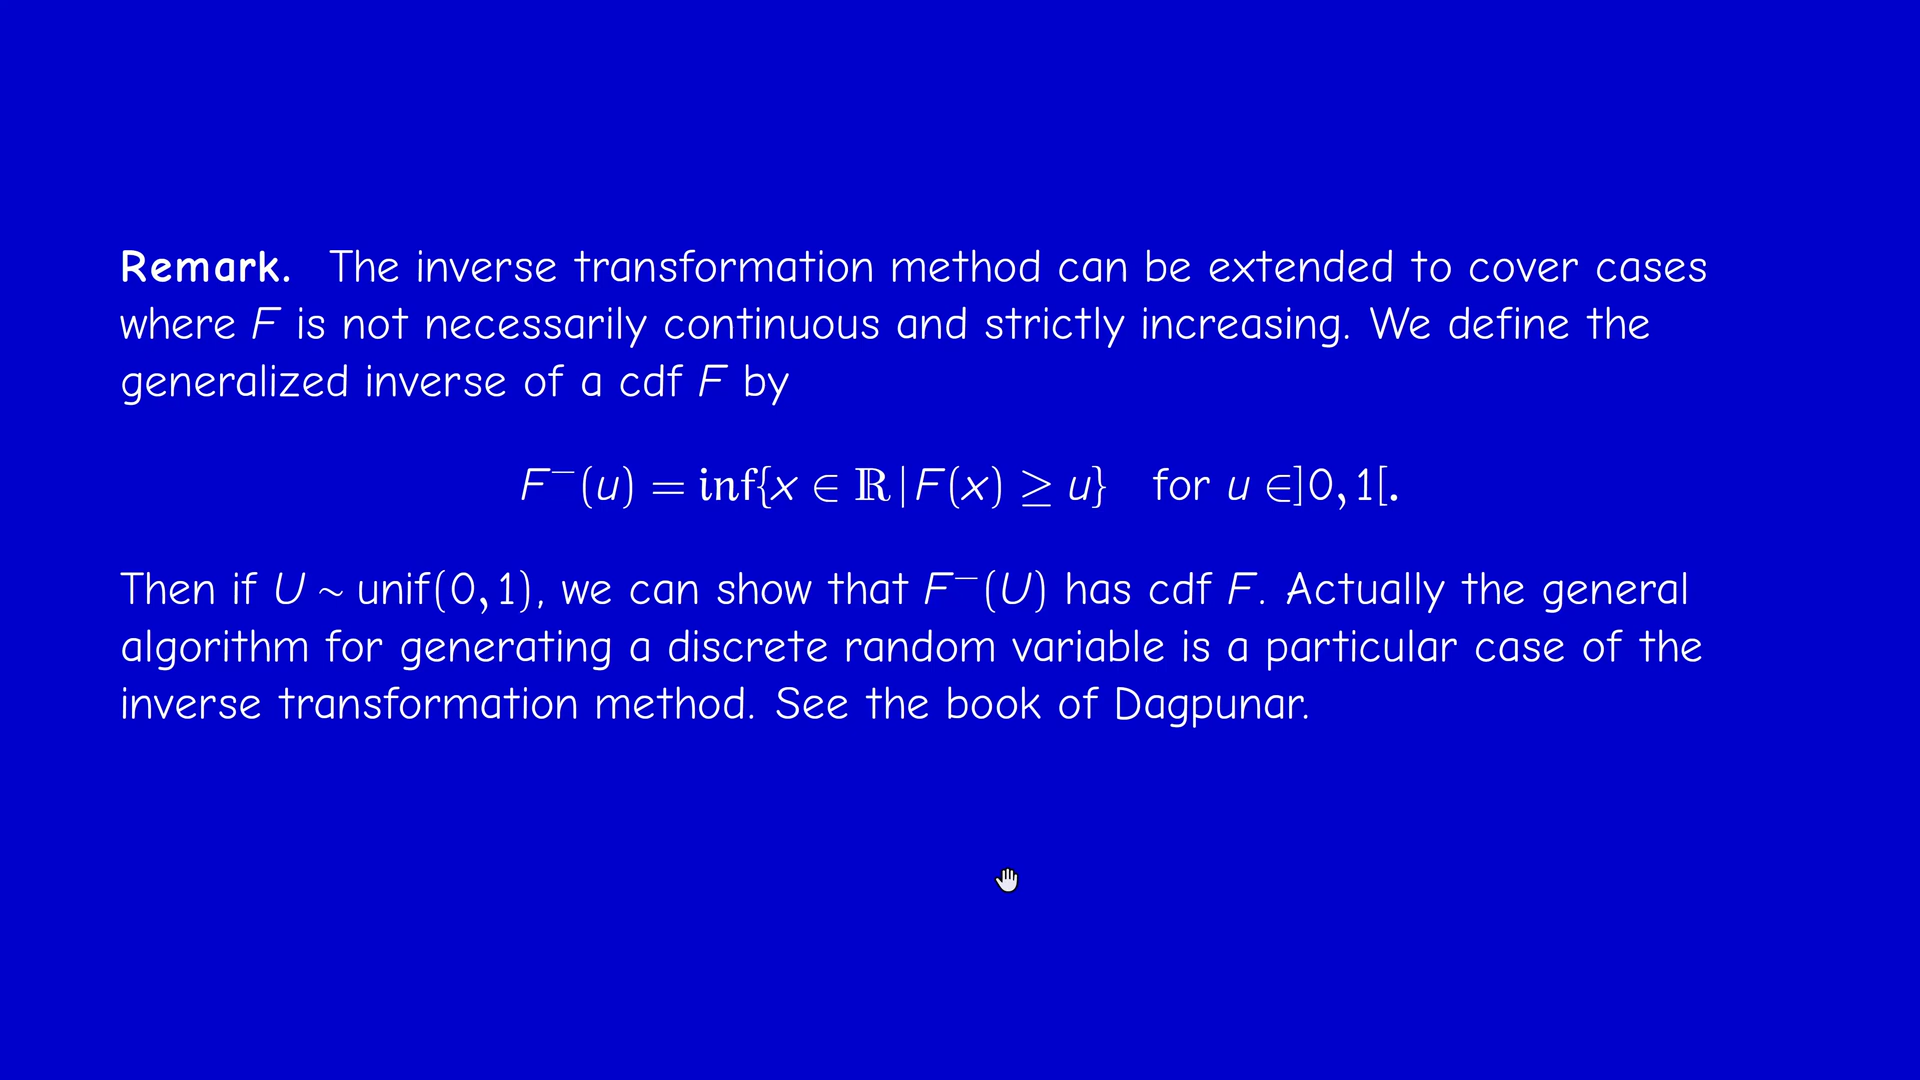 Remark. The inverse transformation method can be extended to cover cases
where F is not necessarily continuous and strictly increasing. We define the
generalized inverse of a cdf F by
F⁻(u) = inf{x ∈ ℝ | F(x) ≥ u} for u ∈]0, 1[.
Then if U ~ unif(0, 1), we can show that F⁻(U) has cdf F. Actually the general
algorithm for generating a discrete random variable is a particular case of the
inverse transformation method. See the book of Dagpunar.